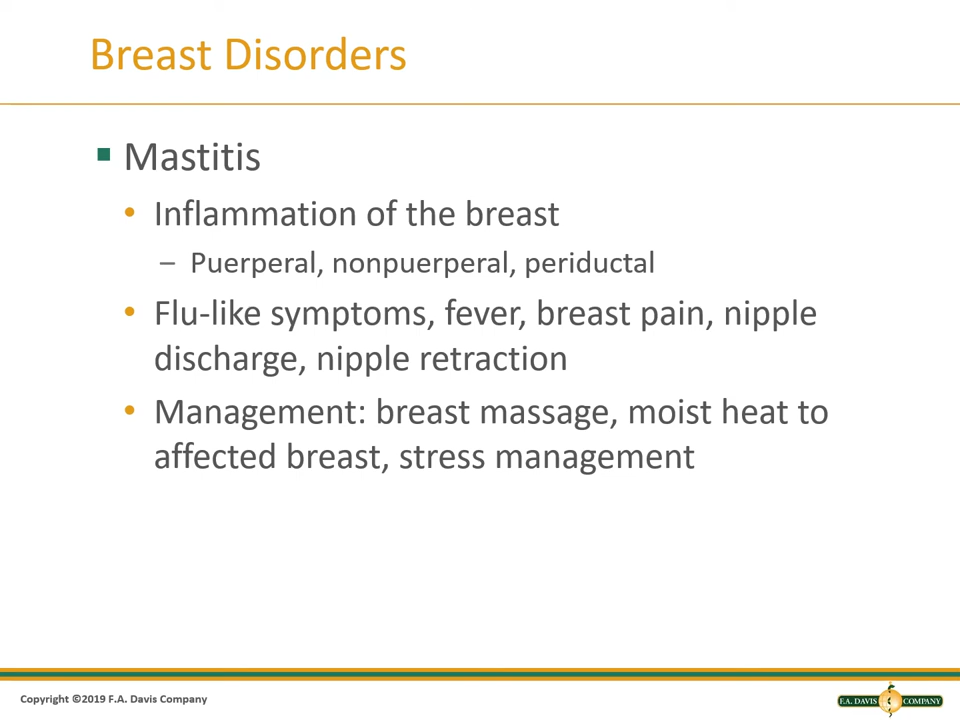 Breast Disorders
▪ Mastitis
• Inflammation of the breast
– Puerperal, nonpuerperal, periductal
• Flu-like symptoms, fever, breast pain, nipple
discharge, nipple retraction
• Management: breast massage, moist heat to
affected breast, stress management
Copyright ©2019 F.A. Davis Company
F.A. DAVIS COMPANY